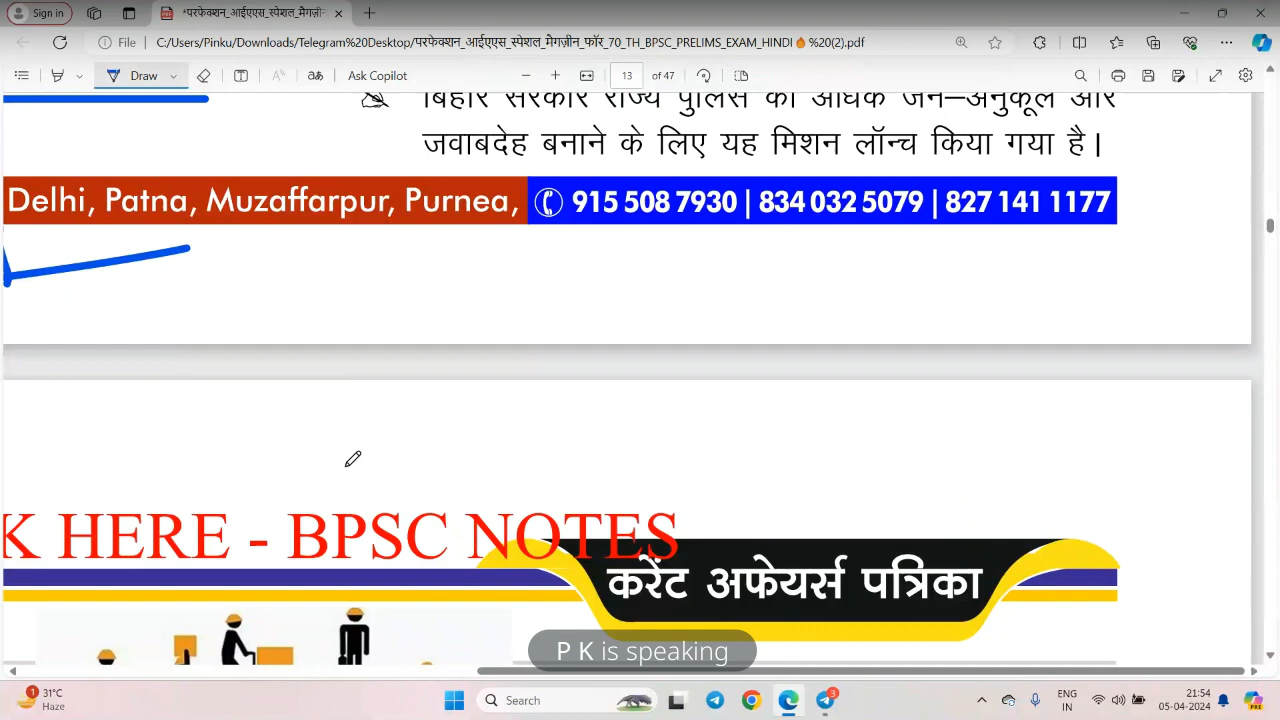 Sign in
*परफेक्शन_आईएएस_स्पेशल_मैगज़ीन
File
C:/Users/Pinku/Downloads/Telegram%20Desktop/परफेक्शन_आईएएस_स्पेशल_मैगजीन_फॉर_70_TH_BPSC_PRELIMS_EXAM_HINDI🔥%20(2).pdf
Draw
Ask Copilot
13 of 47
बिहार सरकार राज्य पुलिस को अधिक जन–अनुकूल और
जवाबदेह बनाने के लिए यह मिशन लॉन्च किया गया है।
Delhi, Patna, Muzaffarpur, Purnea, 915 508 7930 | 834 032 5079 | 827 141 1177
K HERE - BPSC NOTES
करेंट अफेयर्स पत्रिका
P K is speaking
1
31°C
Haze
Search
3
ENG
IN
21:54
05-04-2024